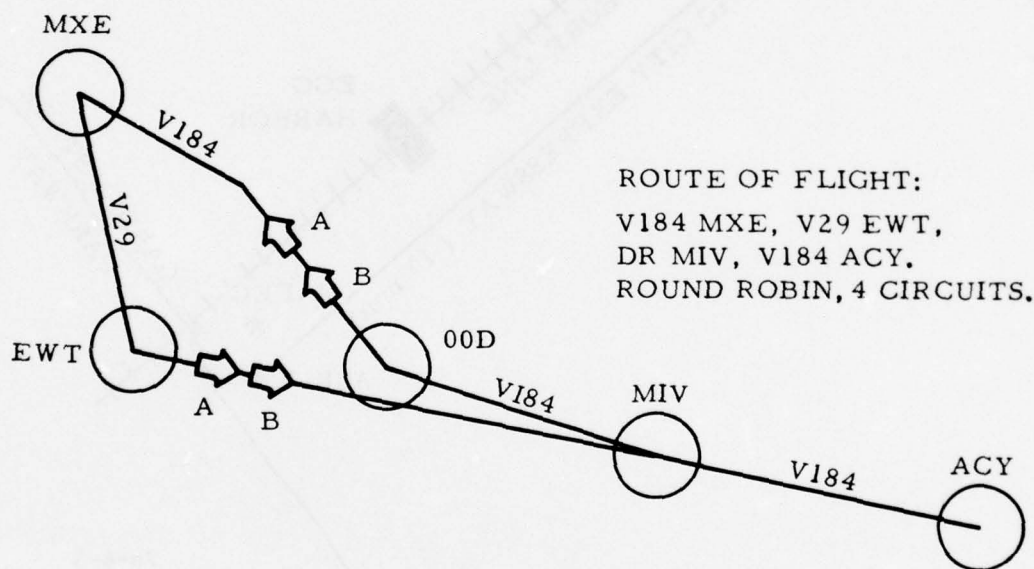 MXE
V184
A
V29
B
ROUTE OF FLIGHT:
V184 MXE, V29 EWT,
DR MIV, V184 ACY.
ROUND ROBIN, 4 CIRCUITS.
EWT
00D
A
B
V184
MIV
V184
ACY